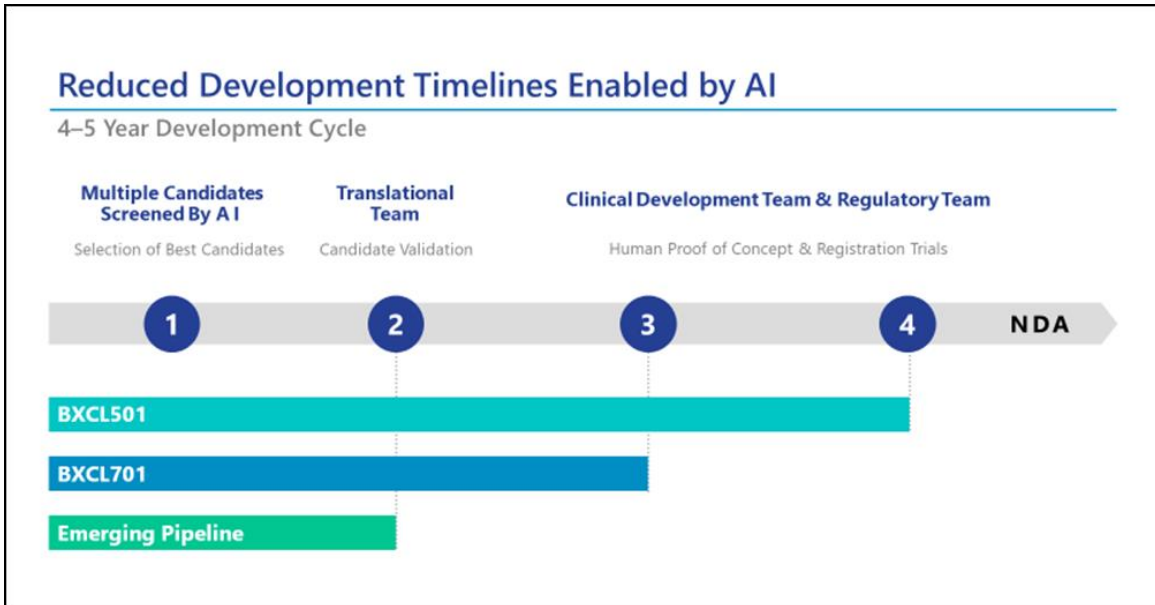 Reduced Development Timelines Enabled by AI
4–5 Year Development Cycle
Multiple Candidates
Screened By A I
Selection of Best Candidates
Translational
Team
Candidate Validation
Clinical Development Team & Regulatory Team
Human Proof of Concept & Registration Trials
1
2
3
4
NDA
BXCL501
BXCL701
Emerging Pipeline